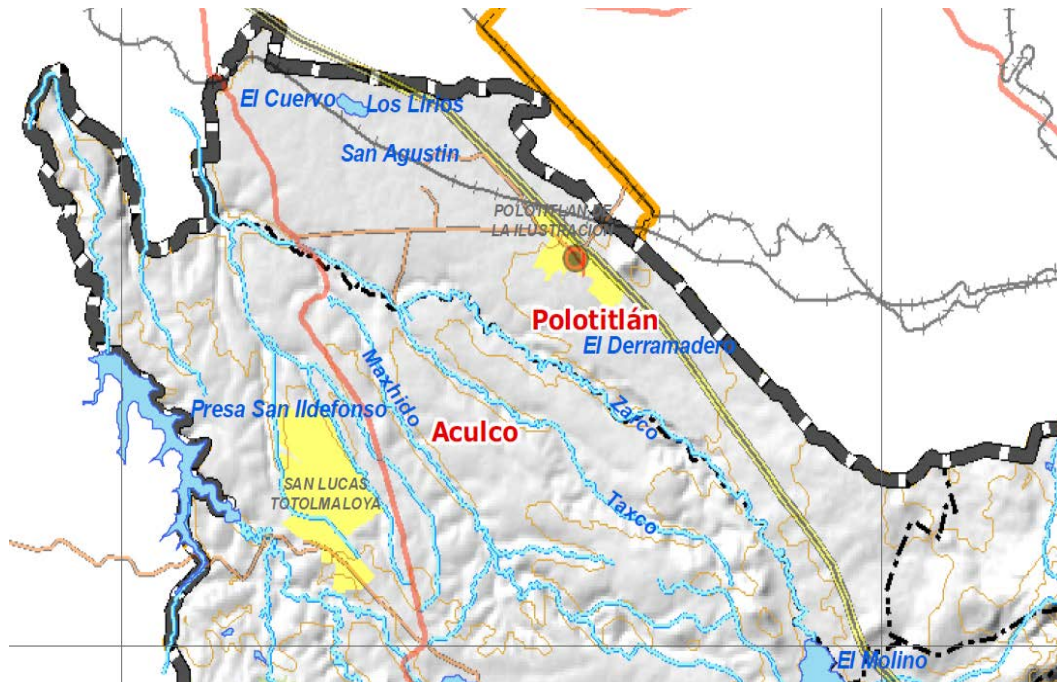 El Cuervo
Los Lirios
San Agustin
POLOTITLAN DE
LA ILUSTRACIÓN
Polotitlán
El Derramadero
Maxhido
Zarco
Presa San Ildefonso
Aculco
SAN LUCAS
TOTOLMALOYA
Taxco
El Molino